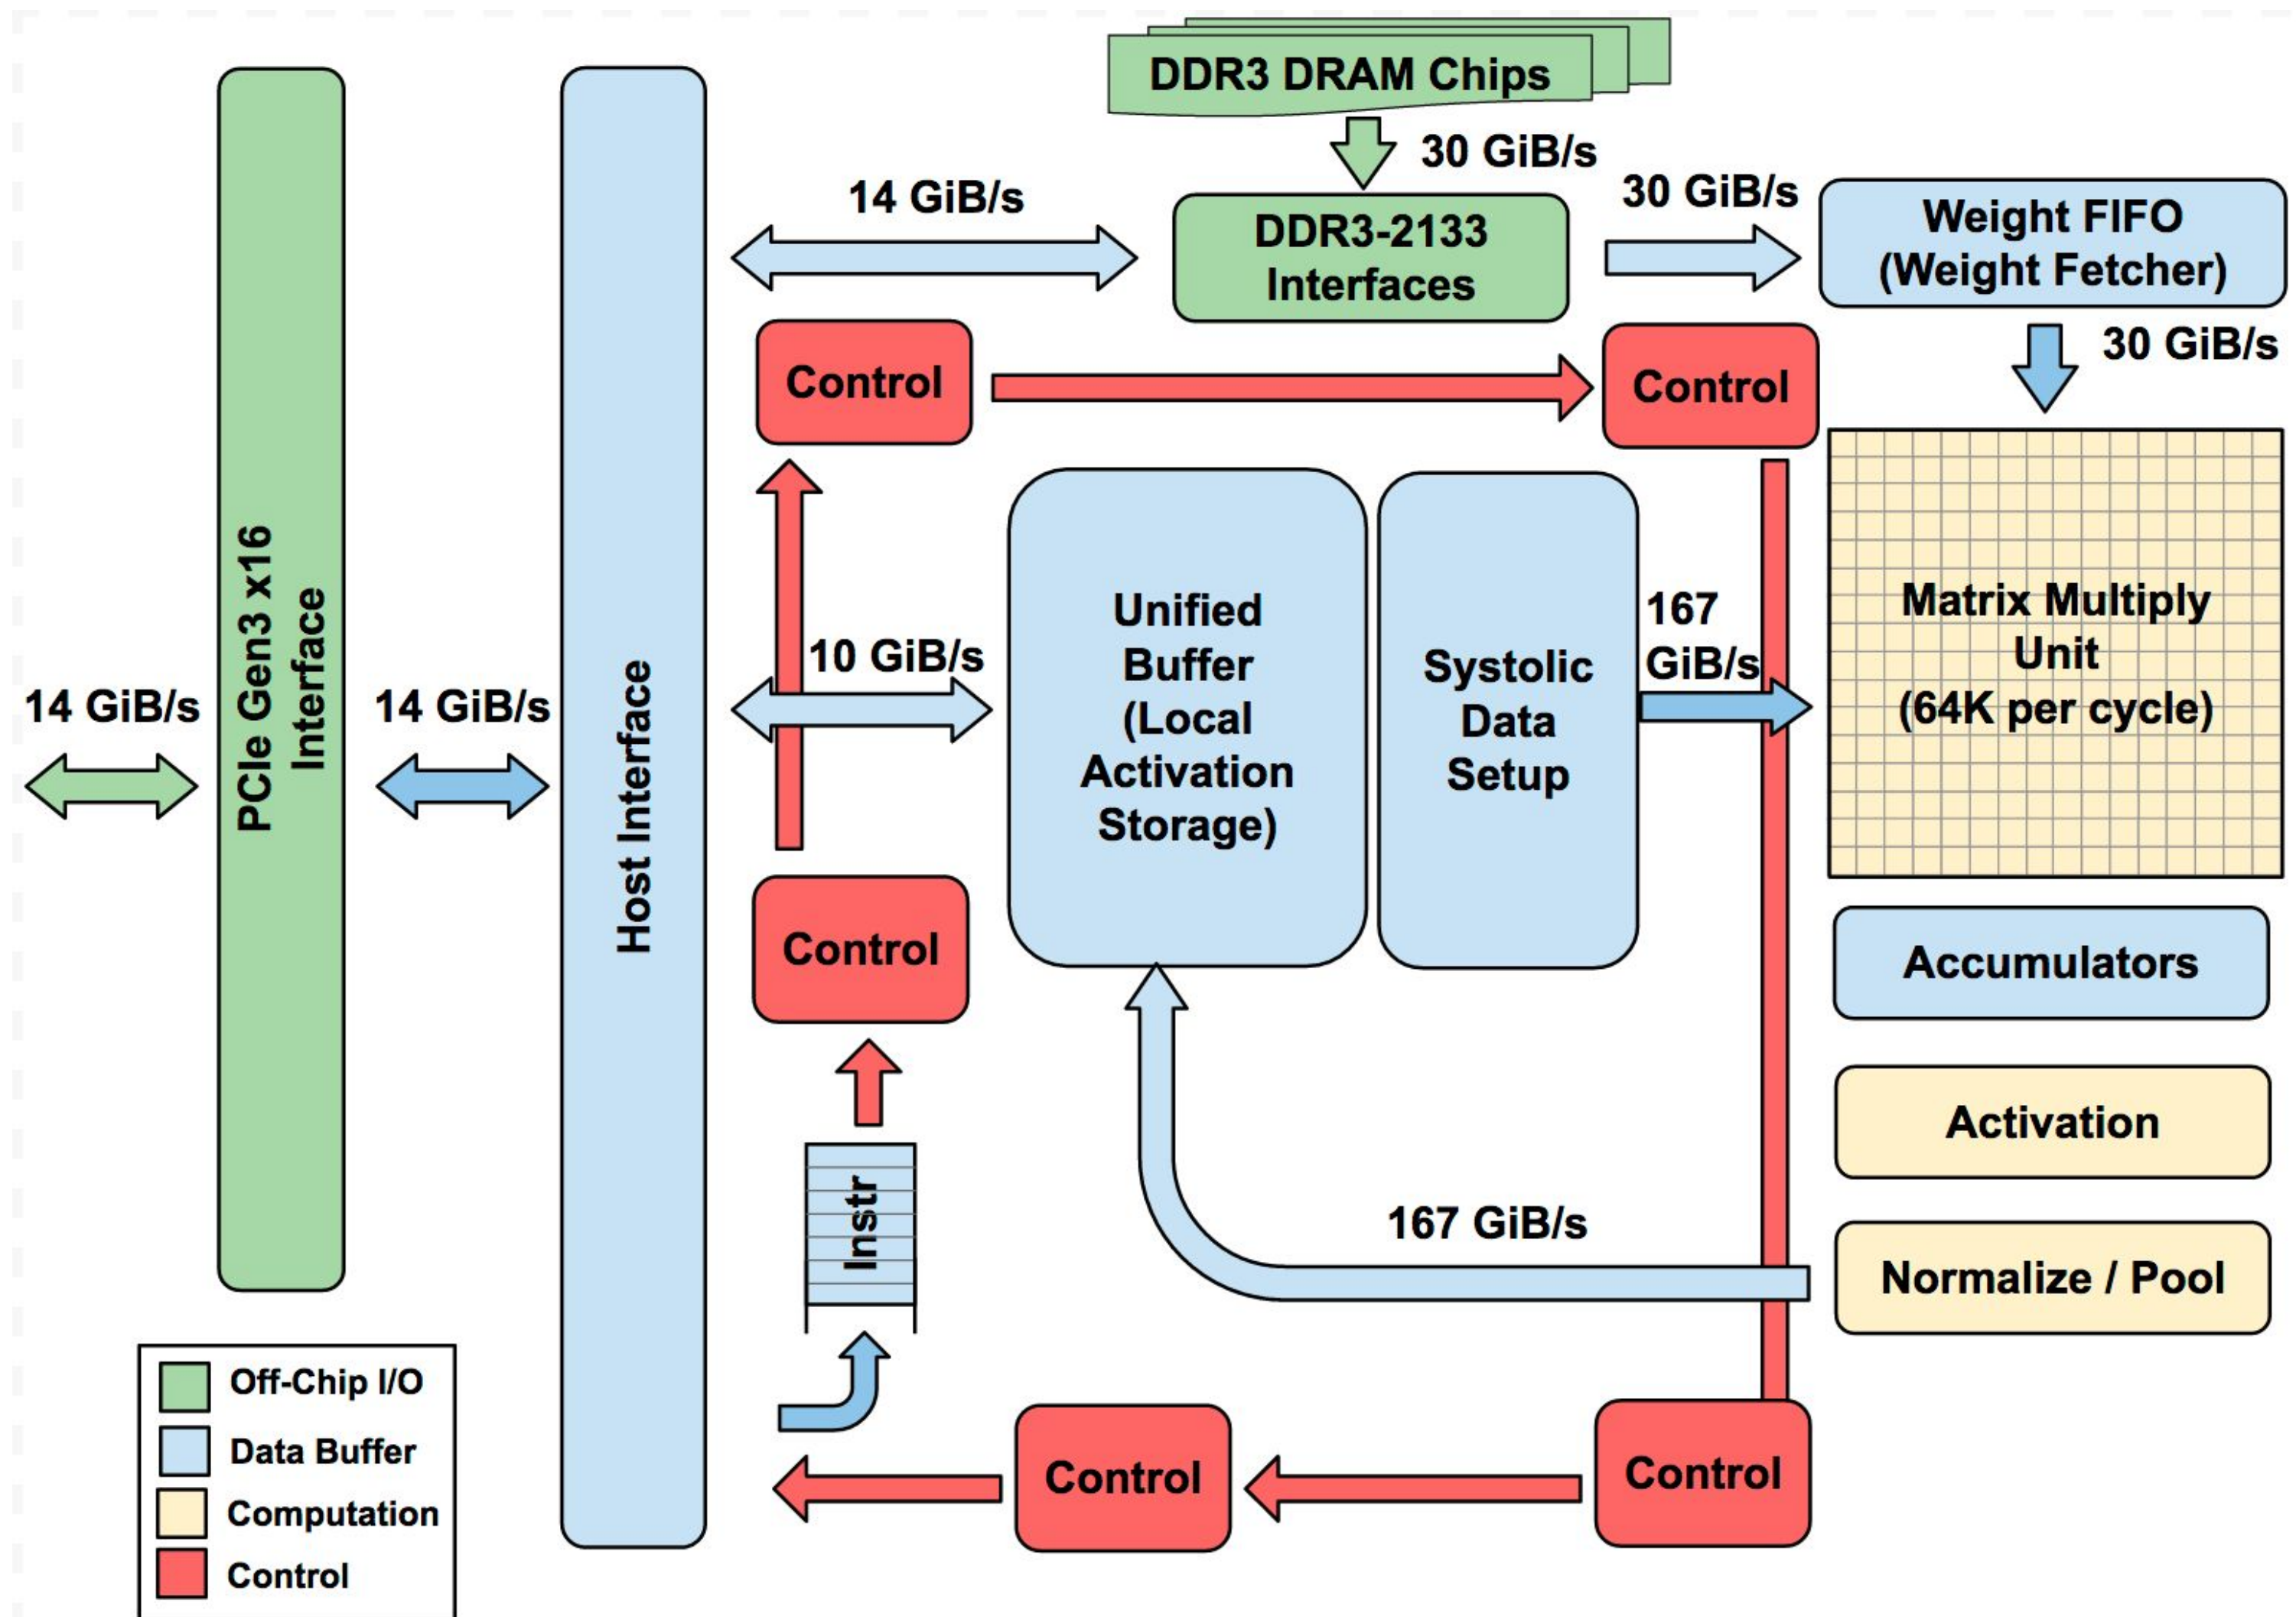 DDR3 DRAM Chips
30 GiB/s
14 GiB/s
DDR3-2133
Interfaces
30 GiB/s
Weight FIFO
(Weight Fetcher)
30 GiB/s
Control
Control
PCIe Gen3 x16
Interface
Host Interface
14 GiB/s
14 GiB/s
10 GiB/s
Unified
Buffer
(Local
Activation
Storage)
Systolic
Data
Setup
167
GiB/s
Matrix Multiply
Unit
(64K per cycle)
Control
Accumulators
Activation
Instr
167 GiB/s
Normalize / Pool
Control
Control
Off-Chip I/O
Data Buffer
Computation
Control